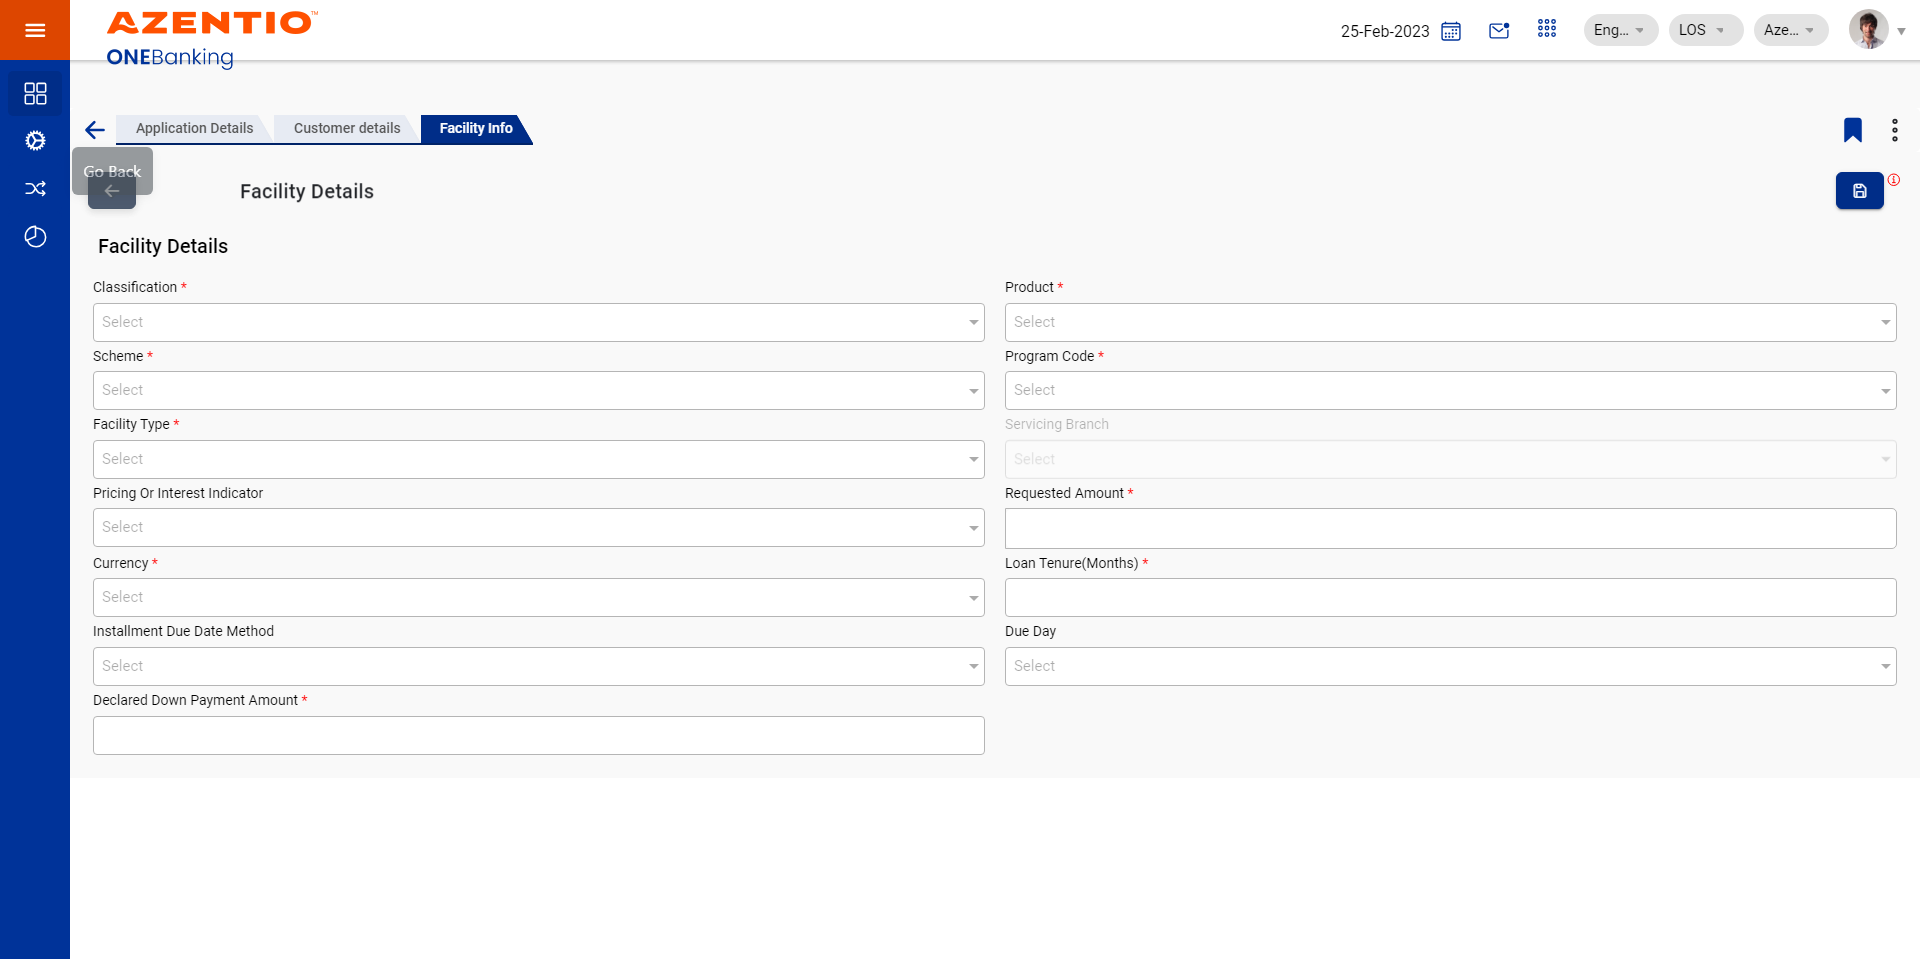 AZENTIO™
ONEBanking
25-Feb-2023
Eng...
LOS
Aze...
Application Details
Customer details
Facility Info
Go Back
Facility Details
Facility Details
Classification *
Product *
Select
Select
Scheme *
Program Code *
Select
Select
Facility Type *
Servicing Branch
Select
Select
Pricing Or Interest Indicator
Requested Amount *
Select
Currency *
Loan Tenure(Months) *
Select
Installment Due Date Method
Due Day
Select
Select
Declared Down Payment Amount *